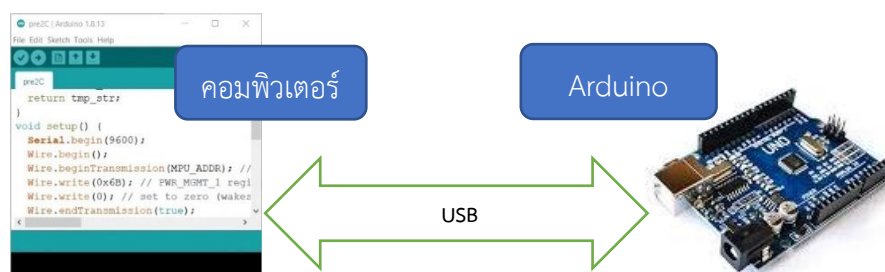 pre2C | Arduino 1.8.13
File Edit Sketch Tools Help
pre2C
return tmp_str;
}
void setup() {
Serial.begin(9600);
Wire.begin();
Wire.beginTransmission(MPU_ADDR); //
Wire.write(0x6B); // PWR_MGMT_1 regi
Wire.write(0); // set to zero (wakes
Wire.endTransmission(true);
คอมพิวเตอร์
Arduino
USB
UNO